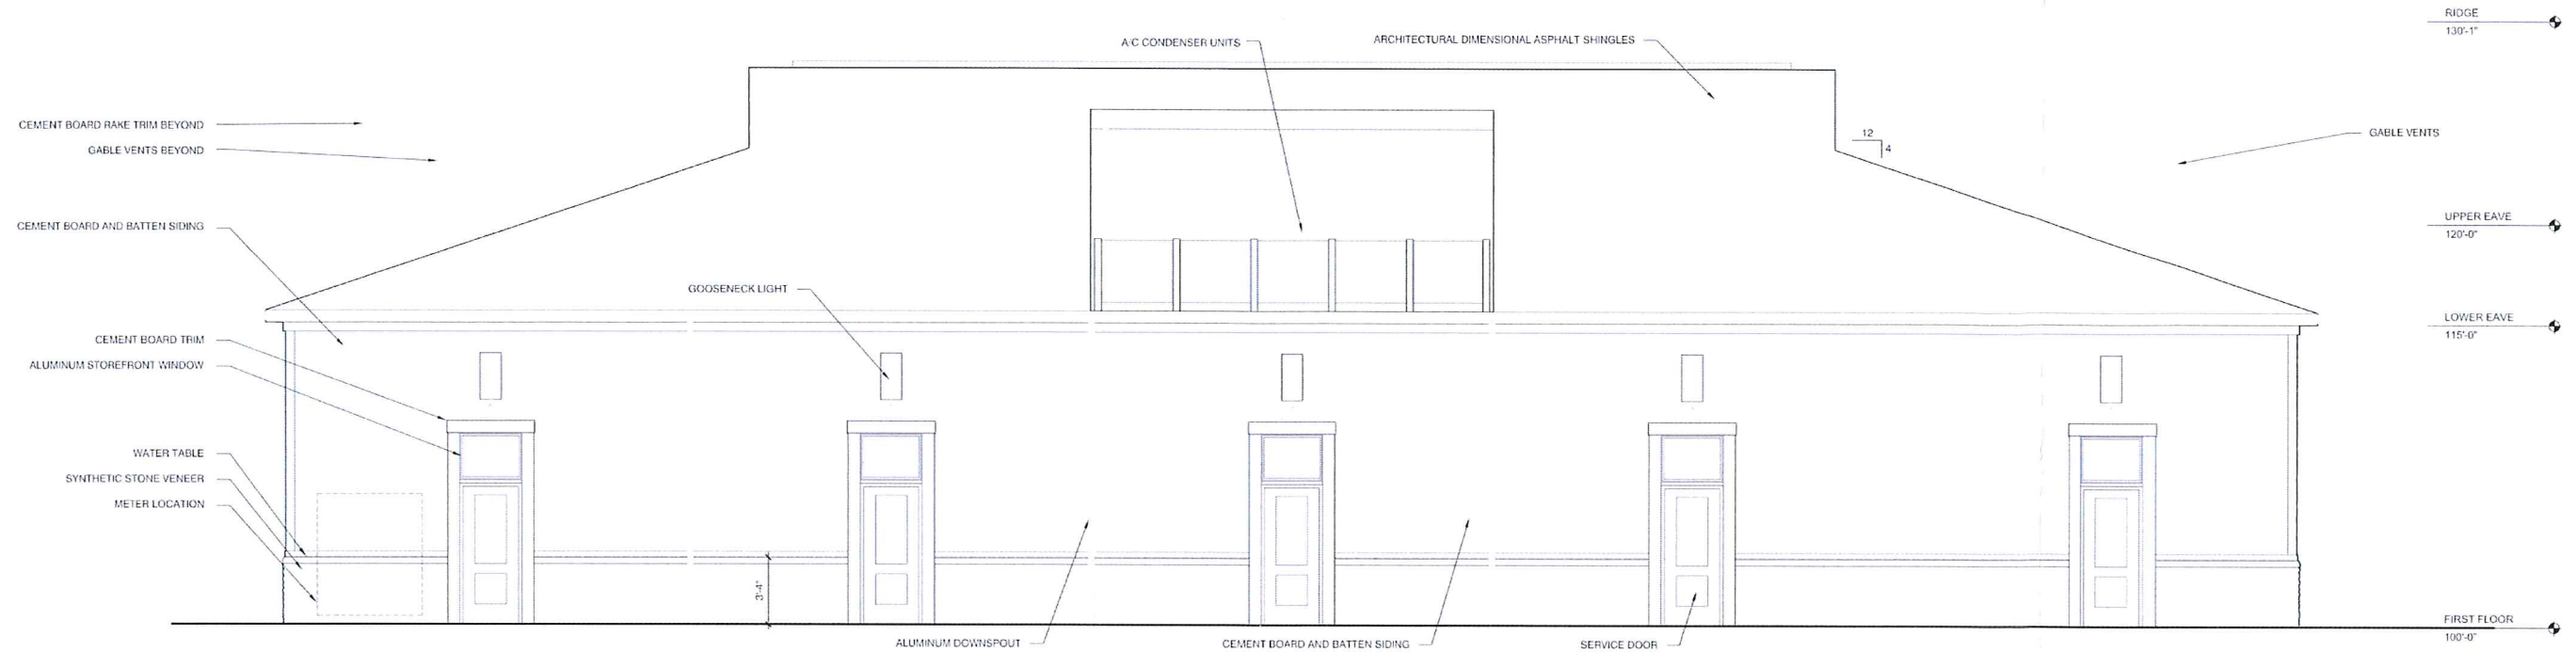 RIDGE
130'-1"
A/C CONDENSER UNITS
ARCHITECTURAL DIMENSIONAL ASPHALT SHINGLES
CEMENT BOARD RAKE TRIM BEYOND
GABLE VENTS BEYOND
12
4
GABLE VENTS
CEMENT BOARD AND BATTEN SIDING
UPPER EAVE
120'-0"
GOOSENECK LIGHT
LOWER EAVE
115'-0"
CEMENT BOARD TRIM
ALUMINUM STOREFRONT WINDOW
WATER TABLE
SYNTHETIC STONE VENEER
METER LOCATION
3'-4"
ALUMINUM DOWNSPOUT
CEMENT BOARD AND BATTEN SIDING
SERVICE DOOR
FIRST FLOOR
100'-0"